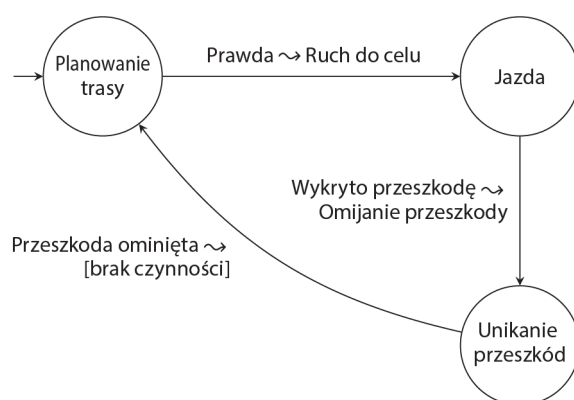 Planowanie
trasy
Prawda ⤳ Ruch do celu
Jazda
Wykryto przeszkodę ⤳
Omijanie przeszkody
Przeszkoda ominięta ⤳
[brak czynności]
Unikanie
przeszkód